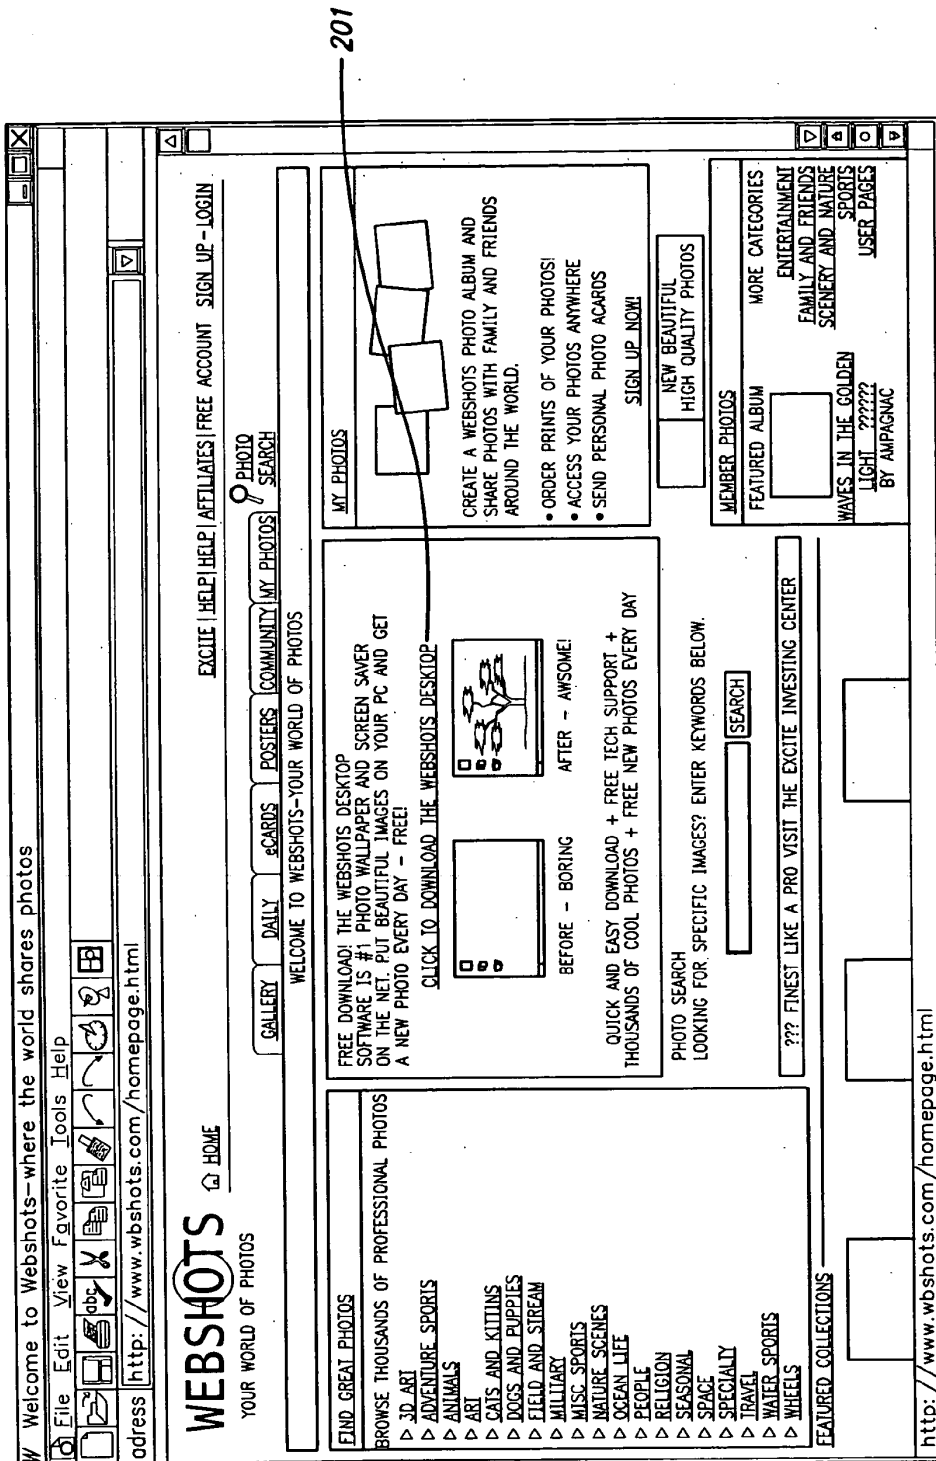 201
W Welcome to Webshots-where the world shares photos
File Edit View Favorite Tools Help
abc
adress http: //www.wbshots.com/homepage.html
WEBSHOTS
YOUR WORLD OF PHOTOS
HOME
EXCITE | HELP | HELP | AFFILIATES | FREE ACCOUNT SIGN UP-LOGIN
GALLERY DAILY eCARDS POSTERS COMMUNITY MY PHOTOS
PHOTO
SEARCH
WELCOME TO WEBSHOTS-YOUR WORLD OF PHOTOS
FIND GREAT PHOTOS
BROWSE THOUSANDS OF PROFESSIONAL PHOTOS
▷ 3D ART
▷ ADVENTURE SPORTS
▷ ANIMALS
▷ ART
▷ CATS AND KITTINS
▷ DOGS AND PUPPIES
▷ FIELD AND STREAM
▷ MILITARY
▷ MISC SPORTS
▷ NATURE SCENES
▷ OCEAN LIFE
▷ PEOPLE
▷ RELIGION
▷ SEASONAL
▷ SPACE
▷ SPECIALTY
▷ TRAVEL
▷ WATER SPORTS
▷ WHEELS
FEATURED COLLECTIONS
FREE DOWNLOAD! THE WEBSHOTS DESKTOP
SOFTWARE IS #1 PHOTO WALLPAPER AND SCREEN SAVER
ON THE NET. PUT BEAUTIFUL IMAGES ON YOUR PC AND GET
A NEW PHOTO EVERY DAY - FREE!
CLICK TO DOWNLOAD THE WEBSHOTS DESKTOP
BEFORE - BORING
AFTER - AWSOME!
QUICK AND EASY DOWNLOAD + FREE TECH SUPPORT +
THOUSANDS OF COOL PHOTOS + FREE NEW PHOTOS EVERY DAY
PHOTO SEARCH
LOOKING FOR SPECIFIC IMAGES? ENTER KEYWORDS BELOW.
SEARCH
??? FINEST LIKE A PRO VISIT THE EXCITE INVESTING CENTER
MY PHOTOS
CREATE A WEBSHOTS PHOTO ALBUM AND
SHARE PHOTOS WITH FAMILY AND FRIENDS
AROUND THE WORLD.
• ORDER PRINTS OF YOUR PHOTOS!
• ACCESS YOUR PHOTOS ANYWHERE
• SEND PERSONAL PHOTO ACARDS
SIGN UP NOW!
NEW BEAUTIFUL
HIGH QUALITY PHOTOS
MEMBER PHOTOS
FEATURED ALBUM
WAVES IN THE GOLDEN
LIGHT ??????
BY AMPAGNAC
MORE CATEGORIES
ENTERTAINMENT
FAMILY AND FRIENDS
SCENERY AND NATURE
SPORTS
USER PAGES
http: //www.wbshots.com/homepage.html